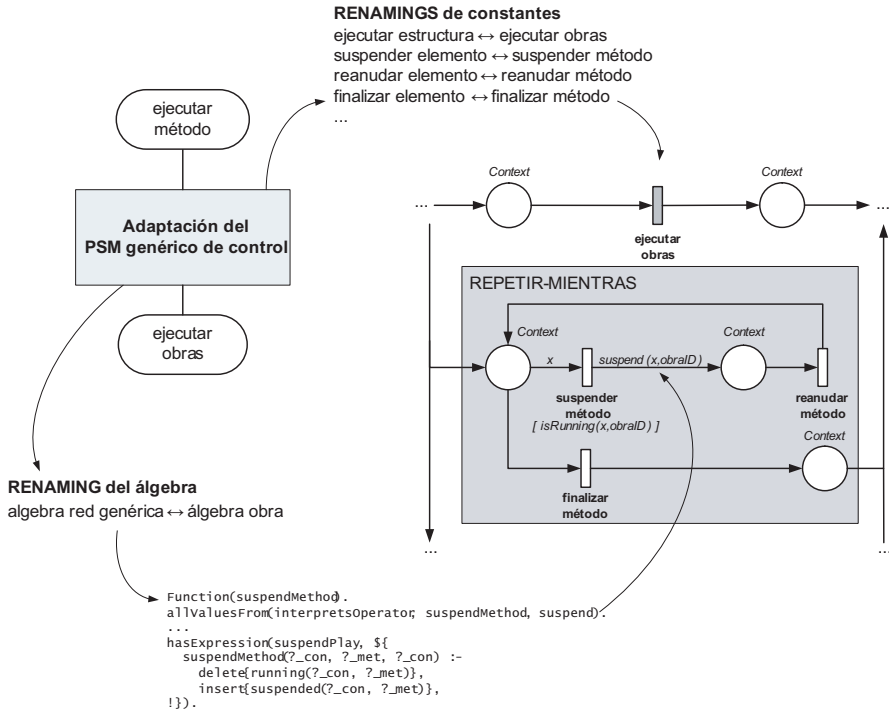 RENAMINGS de constantes
ejecutar estructura ↔ ejecutar obras
suspender elemento ↔ suspender método
reanudar elemento ↔ reanudar método
finalizar elemento ↔ finalizar método
...
ejecutar
método
Adaptación del
PSM genérico de control
ejecutar
obras
...
Context
ejecutar
obras
Context
...
REPETIR-MIENTRAS
Context
x
suspender
método
[ isRunning(x,obraID) ]
suspend (x,obraID)
Context
reanudar
método
Context
finalizar
método
...
...
RENAMING del álgebra
algebra red genérica ↔ álgebra obra
Function(suspendMethod).
allValuesFrom(interpretsOperator, suspendMethod, suspend).
...
hasExpression(suspendPlay, ${
suspendMethod(?_con, ?_met, ?_con) :-
delete{running(?_con, ?_met)},
insert{suspended(?_con, ?_met)},
!}).